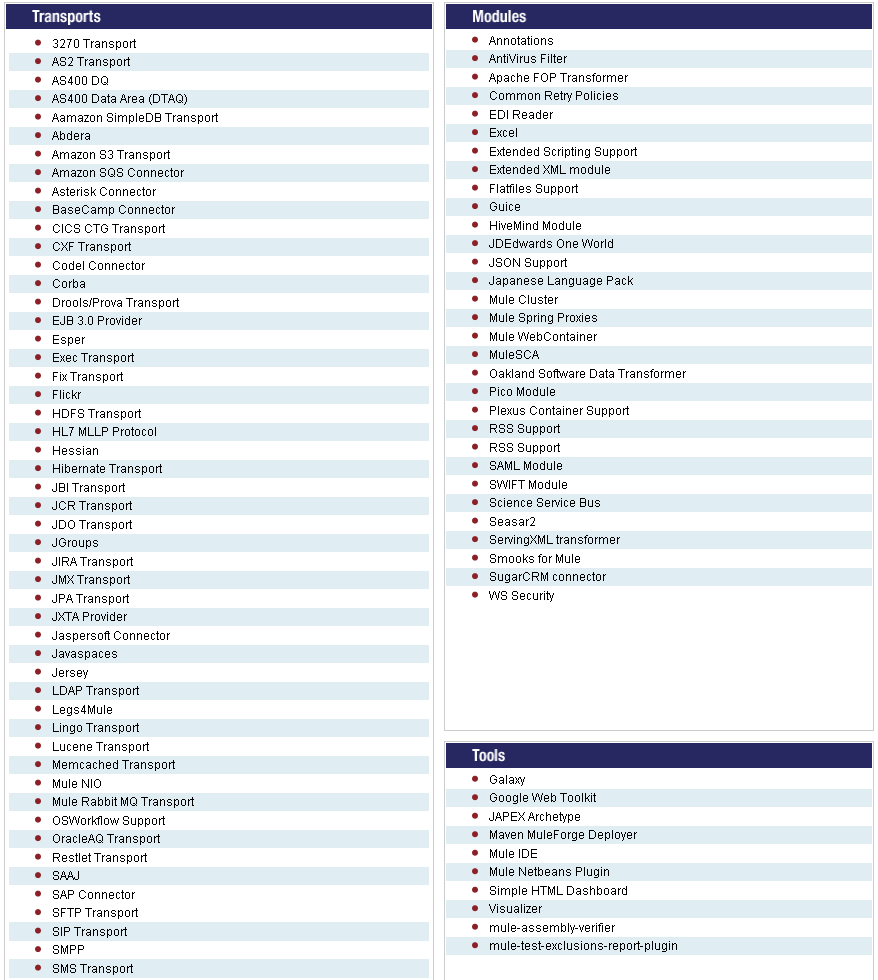 Transports
3270 Transport
AS2 Transport
AS400 DQ
AS400 Data Area (DTAQ)
Aamazon SimpleDB Transport
Abdera
Amazon S3 Transport
Amazon SQS Connector
Asterisk Connector
BaseCamp Connector
CICS CTG Transport
CXF Transport
Codel Connector
Corba
Drools/Prova Transport
EJB 3.0 Provider
Esper
Exec Transport
Fix Transport
Flickr
HDFS Transport
HL7 MLLP Protocol
Hessian
Hibernate Transport
JBI Transport
JCR Transport
JDO Transport
JGroups
JIRA Transport
JMX Transport
JPA Transport
JXTA Provider
Jaspersoft Connector
Javaspaces
Jersey
LDAP Transport
Legs4Mule
Lingo Transport
Lucene Transport
Memcached Transport
Mule NIO
Mule Rabbit MQ Transport
OSWorkflow Support
OracleAQ Transport
Restlet Transport
SAAJ
SAP Connector
SFTP Transport
SIP Transport
SMPP
SMS Transport
Modules
Annotations
AntiVirus Filter
Apache FOP Transformer
Common Retry Policies
EDI Reader
Excel
Extended Scripting Support
Extended XML module
Flatfiles Support
Guice
HiveMind Module
JDEdwards One World
JSON Support
Japanese Language Pack
Mule Cluster
Mule Spring Proxies
Mule WebContainer
MuleSCA
Oakland Software Data Transformer
Pico Module
Plexus Container Support
RSS Support
RSS Support
SAML Module
SWIFT Module
Science Service Bus
Seasar2
ServingXML transformer
Smooks for Mule
SugarCRM connector
WS Security
Tools
Galaxy
Google Web Toolkit
JAPEX Archetype
Maven MuleForge Deployer
Mule IDE
Mule Netbeans Plugin
Simple HTML Dashboard
Visualizer
mule-assembly-verifier
mule-test-exclusions-report-plugin